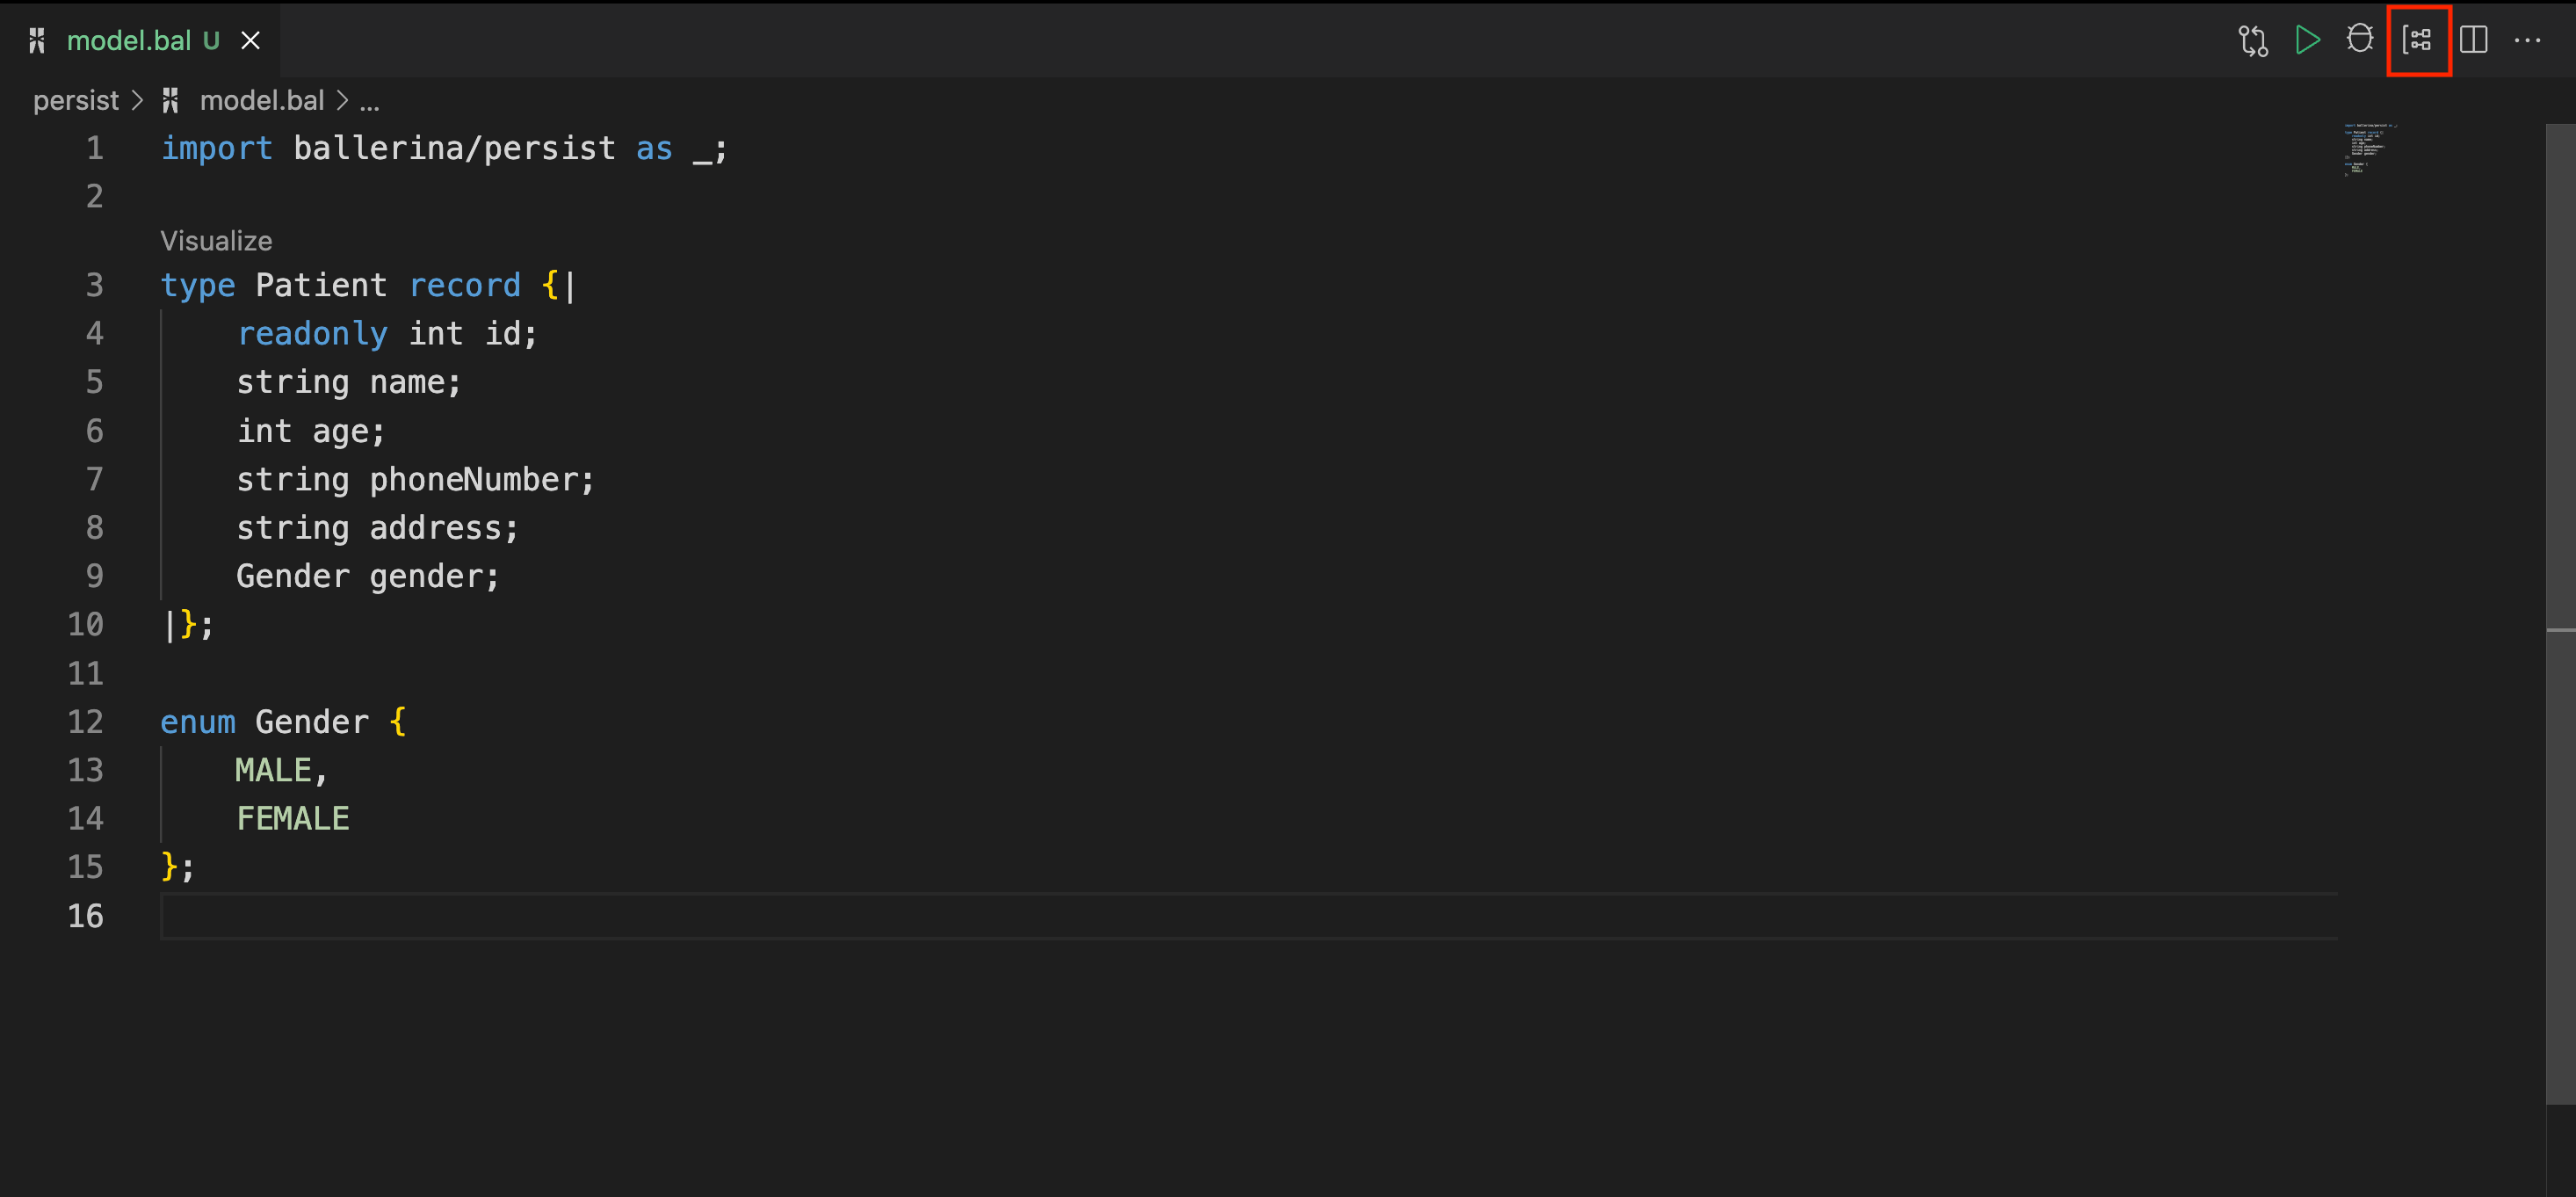 model.bal U
persist > model.bal > ...
1 import ballerina/persist as _;
2
Visualize
3 type Patient record {|
4     readonly int id;
5     string name;
6     int age;
7     string phoneNumber;
8     string address;
9     Gender gender;
10 |};
11
12 enum Gender {
13     MALE,
14     FEMALE
15 };
16